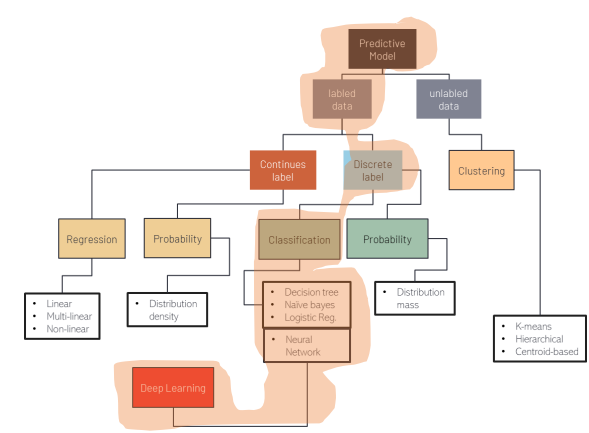 Predictive
Model
labled
data
unlabled
data
Continues
label
Discrete
label
Clustering
Regression
Probability
Classification
Probability
• Linear
• Multi-linear
• Non-linear
• Distribution
density
• Decision tree
• Naïve bayes
• Logistic Reg.
• Neural
Network
• Distribution
mass
• K-means
• Hierarchical
• Centroid-based
Deep Learning